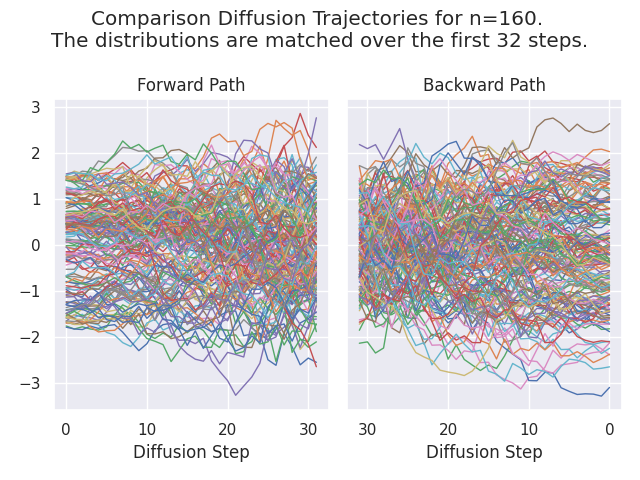 Comparison Diffusion Trajectories for n=160.
The distributions are matched over the first 32 steps.
Forward Path
Backward Path
3
2
1
0
−1
−2
−3
0 10 20 30
30 20 10 0
Diffusion Step
Diffusion Step